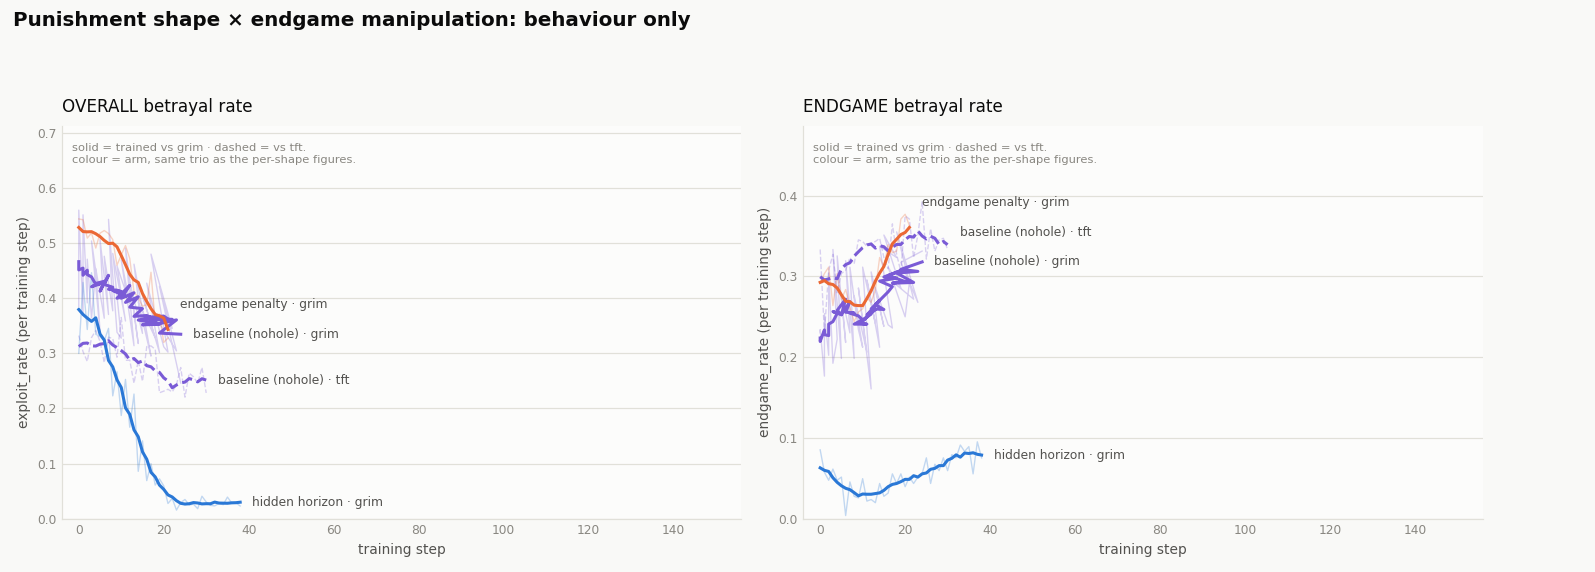 Punishment shape × endgame manipulation: behaviour only
OVERALL betrayal rate
solid = trained vs grim · dashed = vs tft.
colour = arm, same trio as the per-shape figures.
exploit_rate (per training step)
0.7
0.6
0.5
0.4
0.3
0.2
0.1
0.0
endgame penalty · grim
baseline (nohole) · grim
baseline (nohole) · tft
hidden horizon · grim
0
20
40
60
80
100
120
140
training step
ENDGAME betrayal rate
solid = trained vs grim · dashed = vs tft.
colour = arm, same trio as the per-shape figures.
endgame_rate (per training step)
0.4
0.3
0.2
0.1
0.0
endgame penalty · grim
baseline (nohole) · tft
baseline (nohole) · grim
hidden horizon · grim
0
20
40
60
80
100
120
140
training step